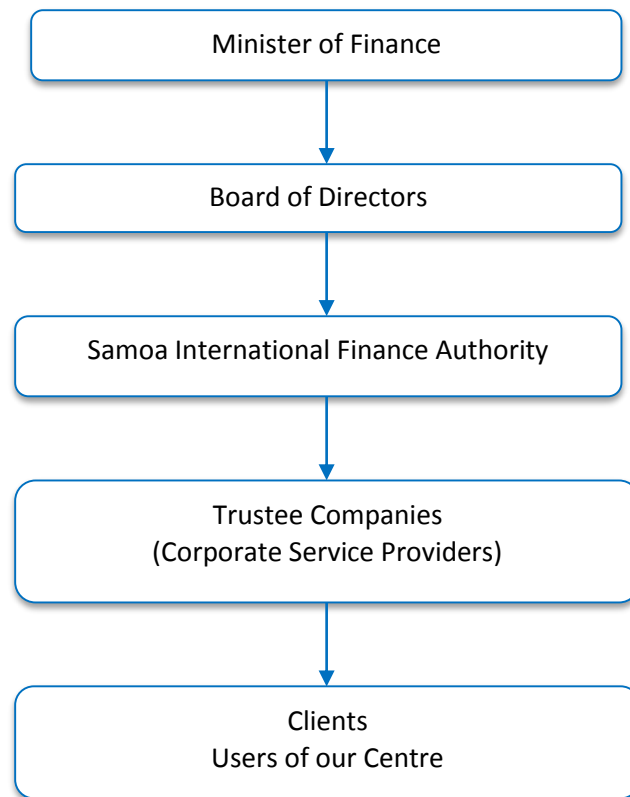 Minister of Finance
Board of Directors
Samoa International Finance Authority
Trustee Companies
(Corporate Service Providers)
Clients
Users of our Centre